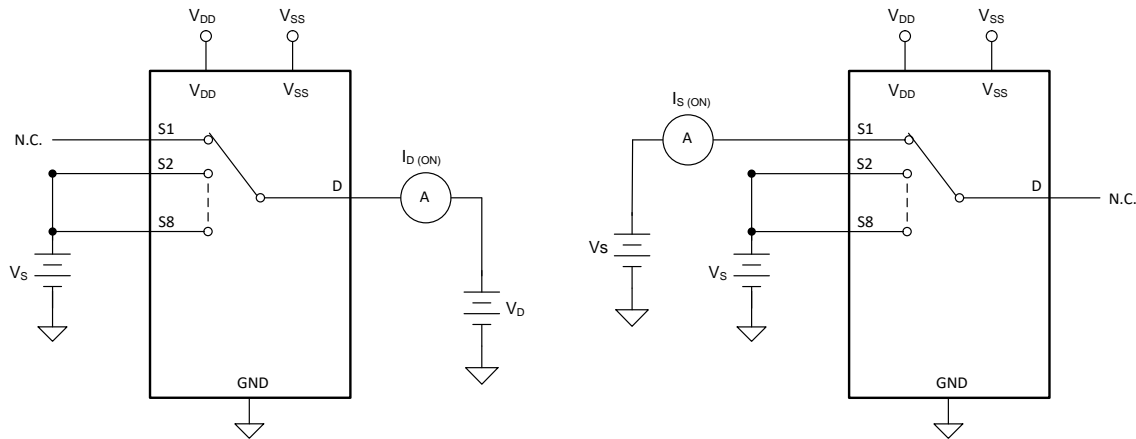 VDD
VSS
VDD
VSS
N.C.
S1
S2
S8
D
ID (ON)
A
VS
VD
GND
VDD
VSS
VDD
VSS
IS (ON)
A
S1
S2
S8
D
N.C.
VS
VS
GND